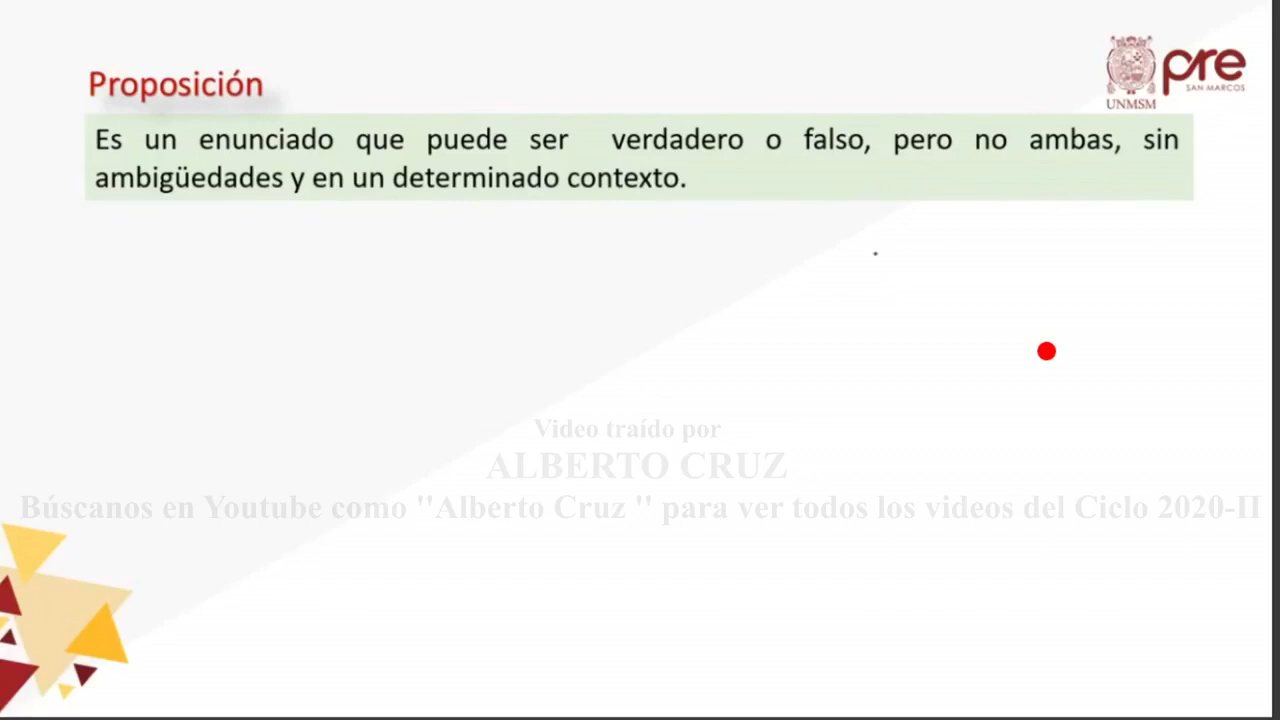 Proposición
pre
SAN MARCOS
UNMSM
Es un enunciado que puede ser verdadero o falso, pero no ambas, sin
ambigüedades y en un determinado contexto.
Video traído por
ALBERTO CRUZ
Búscanos en Youtube como "Alberto Cruz " para ver todos los videos del Ciclo 2020-II